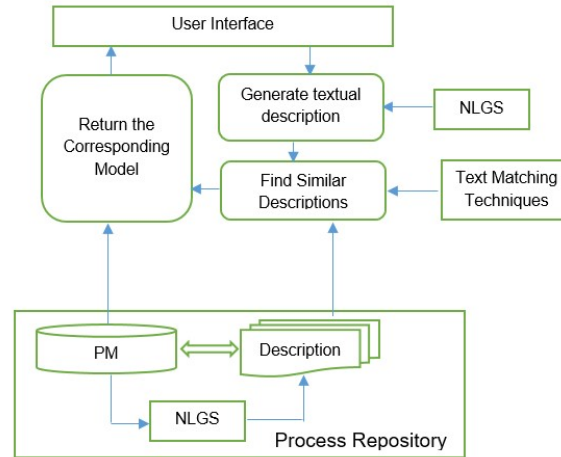 User Interface
Generate textual
description
NLGS
Return the
Corresponding
Model
Find Similar
Descriptions
Text Matching
Techniques
PM
Description
NLGS
Process Repository